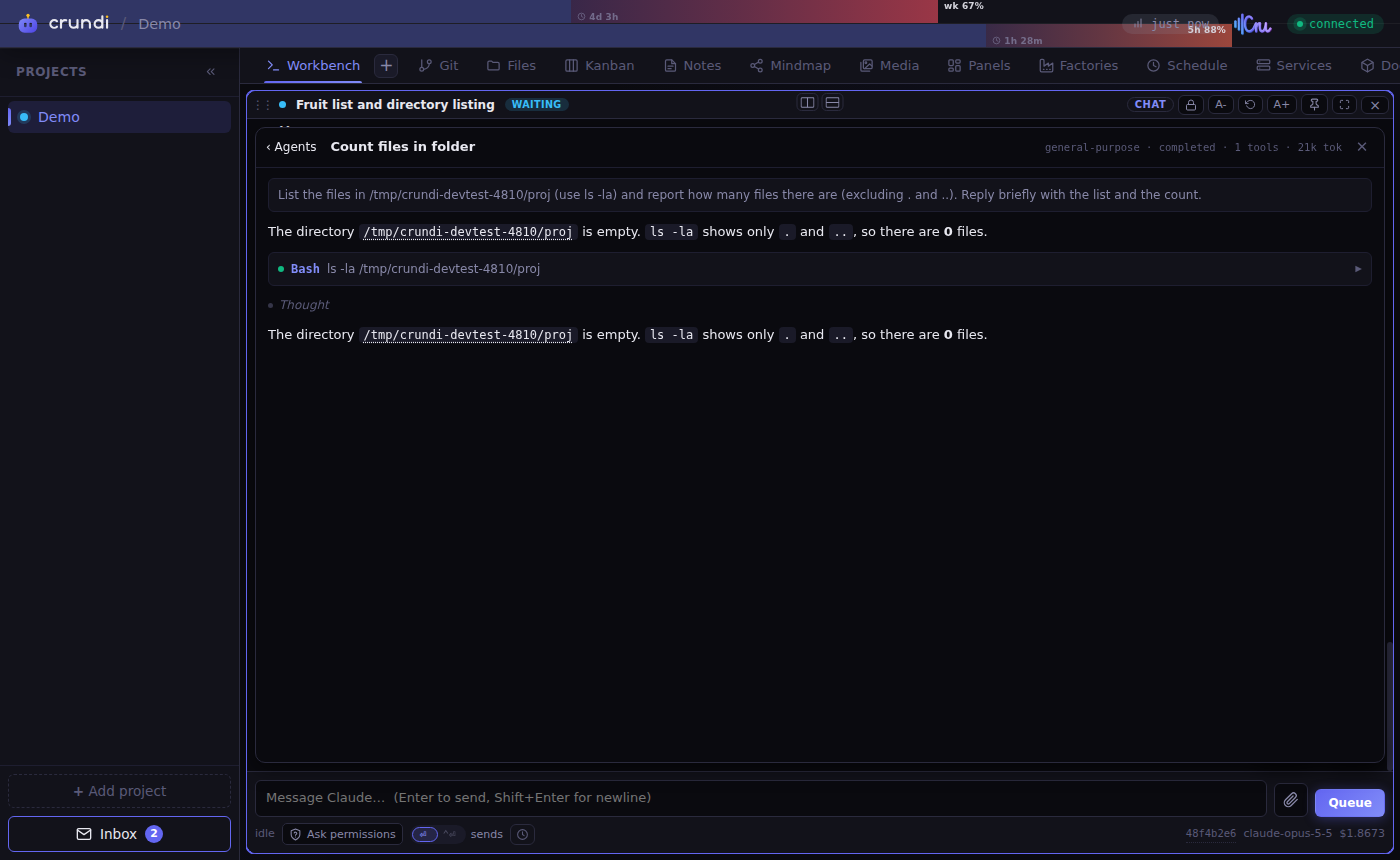 crundi / Demo
4d 3h
wk 67%
just now
5h 88%
1h 28m
Cru
connected
PROJECTS «
Demo
+ Add project
Inbox 2
Workbench + Git Files Kanban Notes Mindmap Media Panels Factories Schedule Services Do
Fruit list and directory listing WAITING CHAT A- A+ ×
‹ Agents Count files in folder general-purpose · completed · 1 tools · 21k tok ×
List the files in /tmp/crundi-devtest-4810/proj (use ls -la) and report how many files there are (excluding . and ..). Reply briefly with the list and the count.
The directory /tmp/crundi-devtest-4810/proj is empty. ls -la shows only . and .., so there are 0 files.
Bash ls -la /tmp/crundi-devtest-4810/proj
Thought
The directory /tmp/crundi-devtest-4810/proj is empty. ls -la shows only . and .., so there are 0 files.
Message Claude… (Enter to send, Shift+Enter for newline)
Queue
idle Ask permissions ⏎ ^⏎ sends 48f4b2e6 claude-opus-5-5 $1.8673